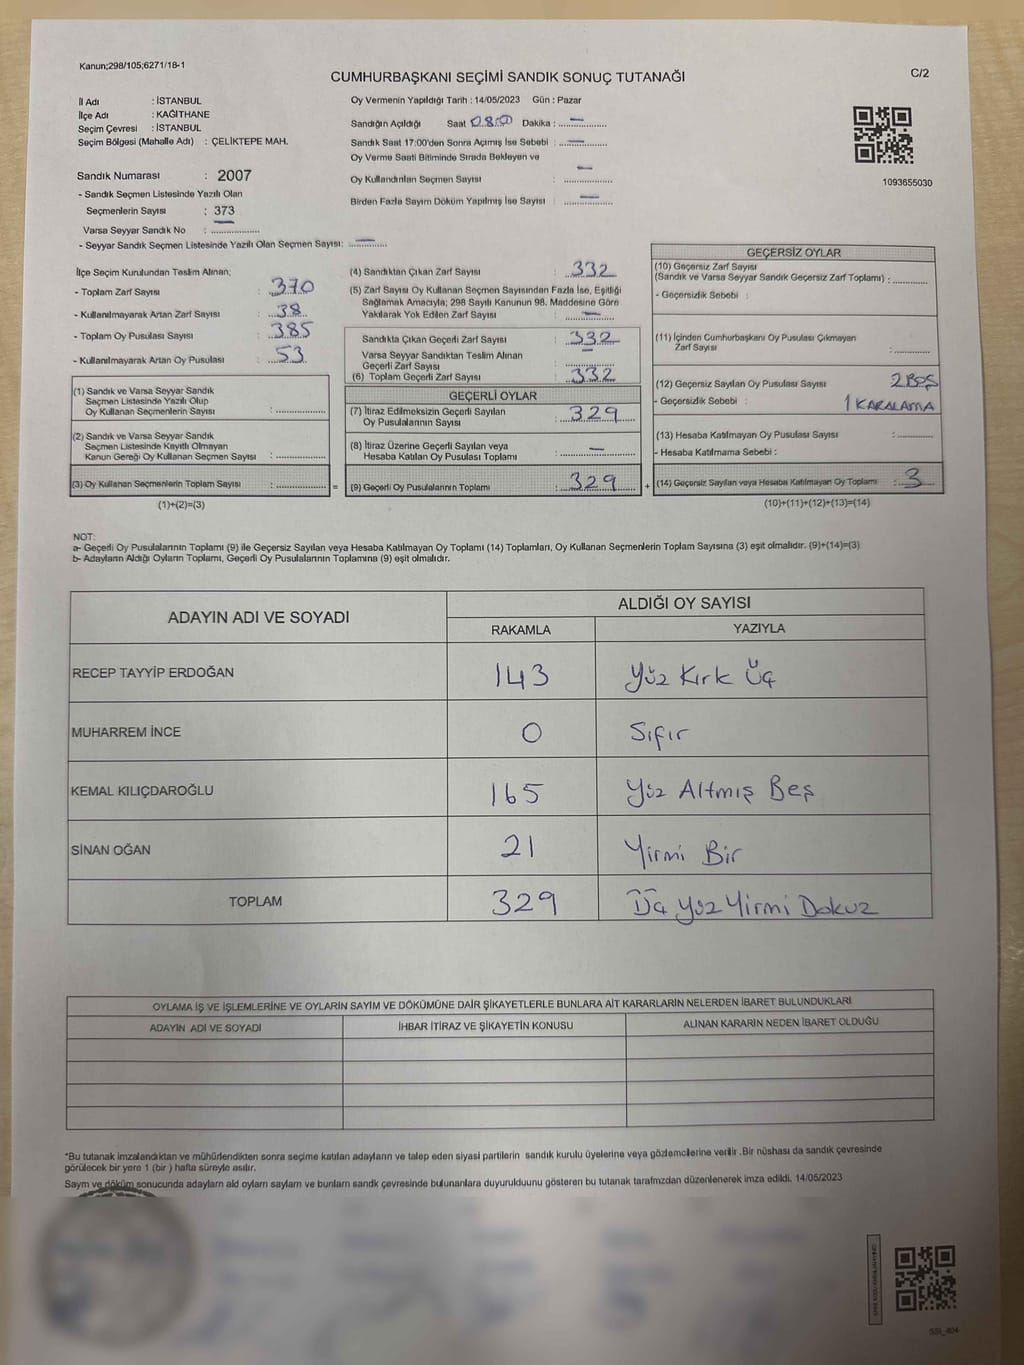 Kanun;298/105;6271/18-1
CUMHURBAŞKANI SEÇİMİ SANDIK SONUÇ TUTANAĞI
C/2
İl Adı : İSTANBUL
İlçe Adı : KAĞITHANE
Seçim Çevresi : İSTANBUL
Seçim Bölgesi (Mahalle Adı) : ÇELİKTEPE MAH.
Sandık Numarası : 2007
- Sandık Seçmen Listesinde Yazılı Olan
Seçmenlerin Sayısı : 373
Varsa Seyyar Sandık No : —
- Seyyar Sandık Seçmen Listesinde Yazılı Olan Seçmen Sayısı: —
Oy Vermenin Yapıldığı Tarih : 14/05/2023 Gün : Pazar
Sandığın Açıldığı Saat 08:00 Dakika : —
Sandık Saat 17:00'den Sonra Açımış İse Sebebi : —
Oy Verme Saati Bitiminde Sırada Bekleyen ve
Oy Kullandırılan Seçmen Sayısı : —
Birden Fazla Sayım Döküm Yapılmış İse Sayısı : —
1093655030
İlçe Seçim Kurulundan Teslim Alınan;
- Toplam Zarf Sayısı : 370
- Kullanılmayarak Artan Zarf Sayısı : 38
- Toplam Oy Pusulası Sayısı : 385
- Kullanılmayarak Artan Oy Pusulası : 53
(1) Sandık ve Varsa Seyyar Sandık
Seçmen Listesinde Yazılı Olup
Oy Kullanan Seçmenlerin Sayısı :
(2) Sandık ve Varsa Seyyar Sandık
Seçmen Listesinde Kayıtlı Olmayan
Kanun Gereği Oy Kullanan Seçmen Sayısı :
(3) Oy Kullanan Seçmenlerin Toplam Sayısı : =
(1)+(2)=(3)
(4) Sandıktan Çıkan Zarf Sayısı : 332
(5) Zarf Sayısı Oy Kullanan Seçmen Sayısından Fazla İse, Eşitliği
Sağlamak Amacıyla; 298 Sayılı Kanunun 98. Maddesine Göre
Yakılarak Yok Edilen Zarf Sayısı : —
Sandıkta Çıkan Geçerli Zarf Sayısı : 332
Varsa Seyyar Sandıktan Teslim Alınan
Geçerli Zarf Sayısı : —
(6) Toplam Geçerli Zarf Sayısı : 332
GEÇERLİ OYLAR
(7) İtiraz Edilmeksizin Geçerli Sayılan
Oy Pusulasının Sayısı : 329
(8) İtiraz Üzerine Geçerli Sayılan veya
Hesaba Katılan Oy Pusulası Toplamı : —
(9) Geçerli Oy Pusulalarının Toplamı : 329 +
GEÇERSİZ OYLAR
(10) Geçersiz Zarf Sayısı
(Sandık ve Varsa Seyyar Sandık Geçersiz Zarf Toplamı) :
- Geçersizlik Sebebi :
(11) İçinden Cumhurbaşkanı Oy Pusulası Çıkmayan
Zarf Sayısı :
(12) Geçersiz Sayılan Oy Pusulası Sayısı 2 BOŞ
- Geçersizlik Sebebi : 1 KARALAMA
(13) Hesaba Katılmayan Oy Pusulası Sayısı :
- Hesaba Katılmama Sebebi :
(14) Geçersiz Sayılan veya Hesaba Katılmayan Oy Toplamı : 3
(10)+(11)+(12)+(13)=(14)
NOT:
a- Geçerli Oy Pusulalarının Toplamı (9) ile Geçersiz Sayılan veya Hesaba Katılmayan Oy Toplamı (14) Toplamları, Oy Kullanan Seçmenlerin Toplam Sayısına (3) eşit olmalıdır. (9)+(14)=(3)
b- Adayların Aldığı Oyların Toplamı, Geçerli Oy Pusulalarının Toplamına (9) eşit olmalıdır.
ADAYIN ADI VE SOYADI
ALDIĞI OY SAYISI
RAKAMLA YAZIYLA
RECEP TAYYİP ERDOĞAN 143 Yüz Kırk Üç
MUHARREM İNCE 0 Sıfır
KEMAL KILIÇDAROĞLU 165 Yüz Altmış Beş
SİNAN OĞAN 21 Yirmi Bir
TOPLAM 329 Üç Yüz Yirmi Dokuz
OYLAMA İŞ VE İŞLEMLERİNE VE OYLARIN SAYIM VE DÖKÜMÜNE DAİR ŞİKAYETLERLE BUNLARA AİT KARARLARIN NELERDEN İBARET BULUNDUKLARI
ADAYIN ADI VE SOYADI İHBAR İTİRAZ VE ŞİKAYETİN KONUSU ALINAN KARARIN NEDEN İBARET OLDUĞU
*Bu tutanak imzalandıktan ve mühürlendikten sonra seçime katılan adayların ve talep eden siyasi partilerin sandık kurulu üyelerine veya gözlemcilerine verilir .Bir nüshası da sandık çevresinde
görülecek bir yere 1 (bir ) hafta süreyle asılır.
Sayım ve döküm sonucunda adayların ald oyların sayların ve bunların sandk çevresinde bulunanlara duyurulduunu gösteren bu tutanak tarafmzdan düzenlenerek imza edildi. 14/05/2023